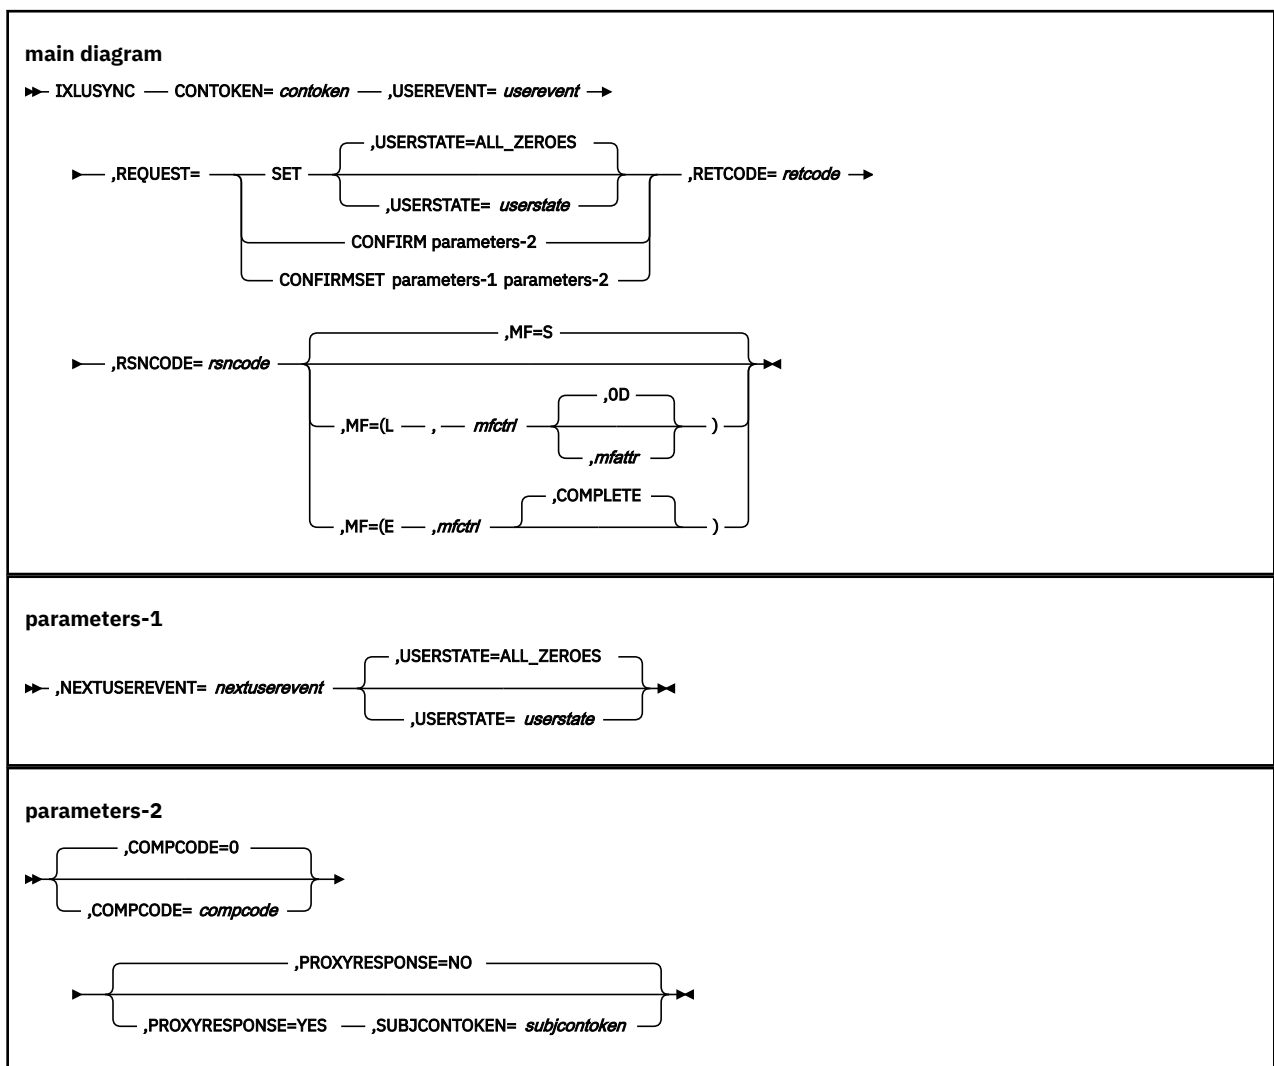 main diagram
IXLUSYNC CONTOKEN= contoken ,USEREVENT= userevent
,USERSTATE=ALL_ZEROES
,REQUEST= SET ,RETCODE= retcode
,USERSTATE= userstate
CONFIRM parameters-2
CONFIRMSET parameters-1 parameters-2
,MF=S
,RSNCODE= rsncode
,0D
,MF=(L , mfctrl )
,mfattr
,COMPLETE
,MF=(E ,mfctrl )
parameters-1
,USERSTATE=ALL_ZEROES
,NEXTUSEREVENT= nextuserevent
,USERSTATE= userstate
parameters-2
,COMPCODE=0
,COMPCODE= compcode
,PROXYRESPONSE=NO
,PROXYRESPONSE=YES ,SUBJCONTOKEN= subjcontoken